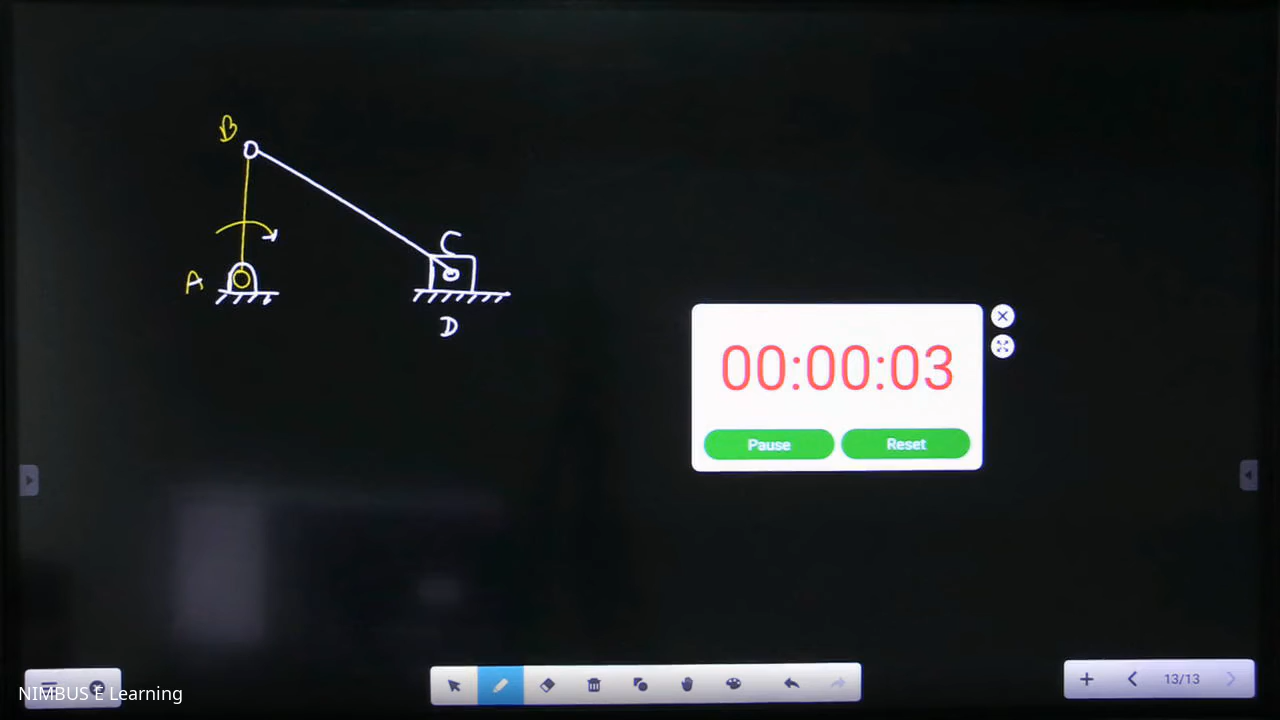 B
C
A
D
00:00:03
Pause
Reset
13/13
NIMBUS E Learning